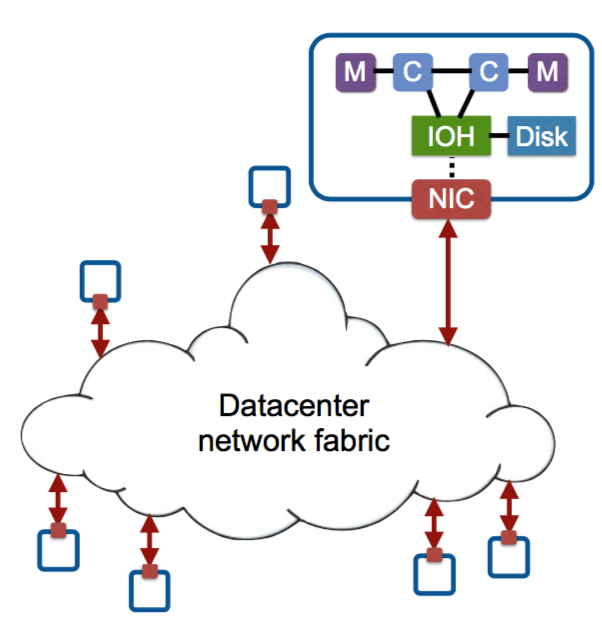 M C C M
IOH Disk
NIC
Datacenter
network fabric